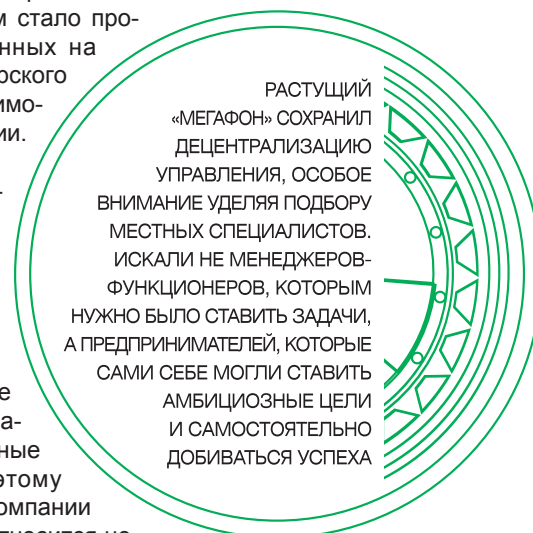 м стало про-
нных на
рского
имо-
ии.
РАСТУЩИЙ
«МЕГАФОН» СОХРАНИЛ
ДЕЦЕНТРАЛИЗАЦИЮ
УПРАВЛЕНИЯ, ОСОБОЕ
ВНИМАНИЕ УДЕЛЯЯ ПОДБОРУ
МЕСТНЫХ СПЕЦИАЛИСТОВ.
ИСКАЛИ НЕ МЕНЕДЖЕРОВ-
ФУНКЦИОНЕРОВ, КОТОРЫМ
НУЖНО БЫЛО СТАВИТЬ ЗАДАЧИ,
А ПРЕДПРИНИМАТЕЛЕЙ, КОТОРЫЕ
САМИ СЕБЕ МОГЛИ СТАВИТЬ
АМБИЦИОЗНЫЕ ЦЕЛИ
И САМОСТОЯТЕЛЬНО
ДОБИВАТЬСЯ УСПЕХА
е
а-
ные
этому
омпании